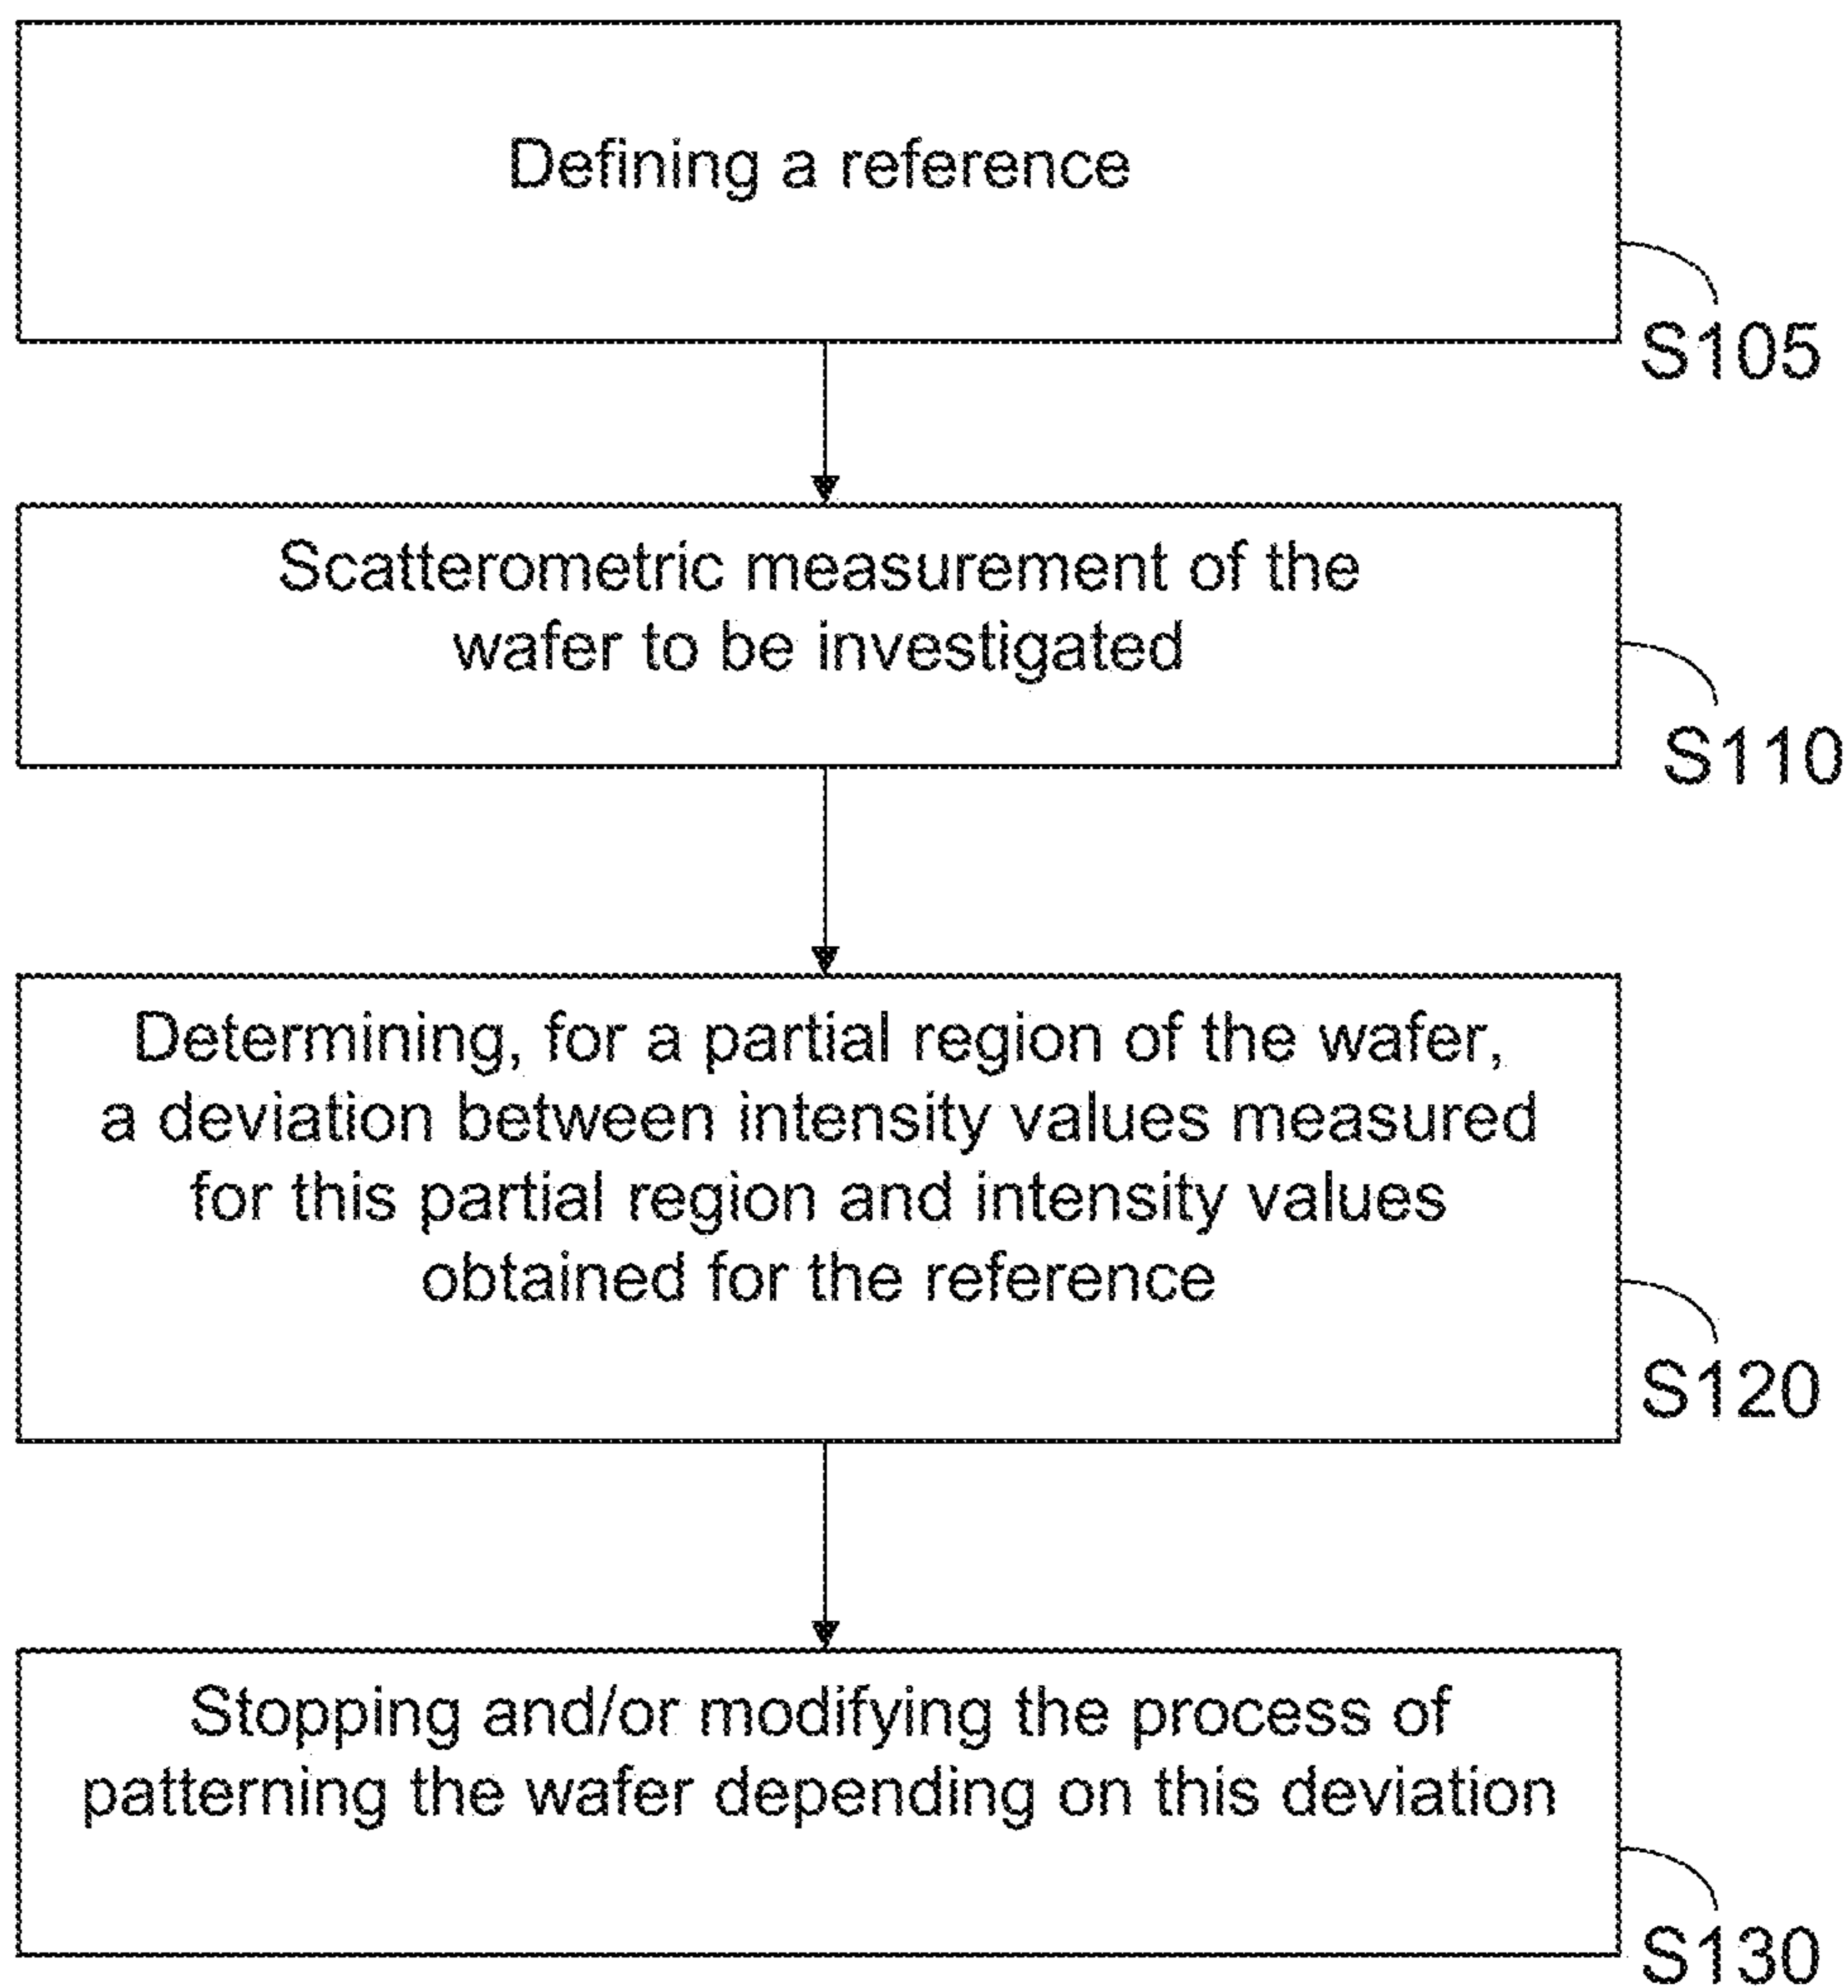 Defining a reference
S105
Scatterometric measurement of the
wafer to be investigated
S110
Determining, for a partial region of the wafer,
a deviation between intensity values measured
for this partial region and intensity values
obtained for the reference
S120
Stopping and/or modifying the process of
patterning the wafer depending on this deviation
S130